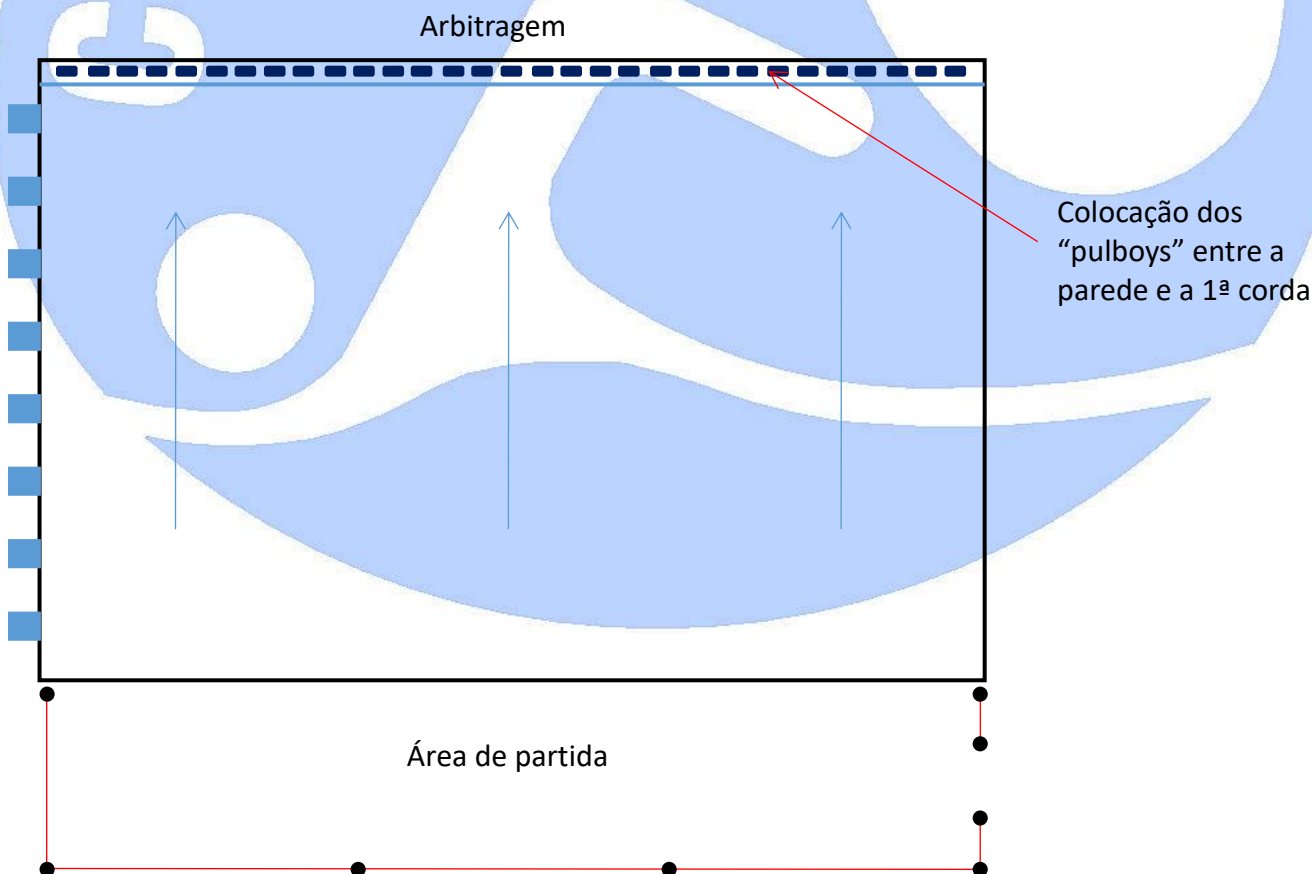 Arbitragem
Colocação dos
“pulboys” entre a
parede e a 1ª corda
Área de partida